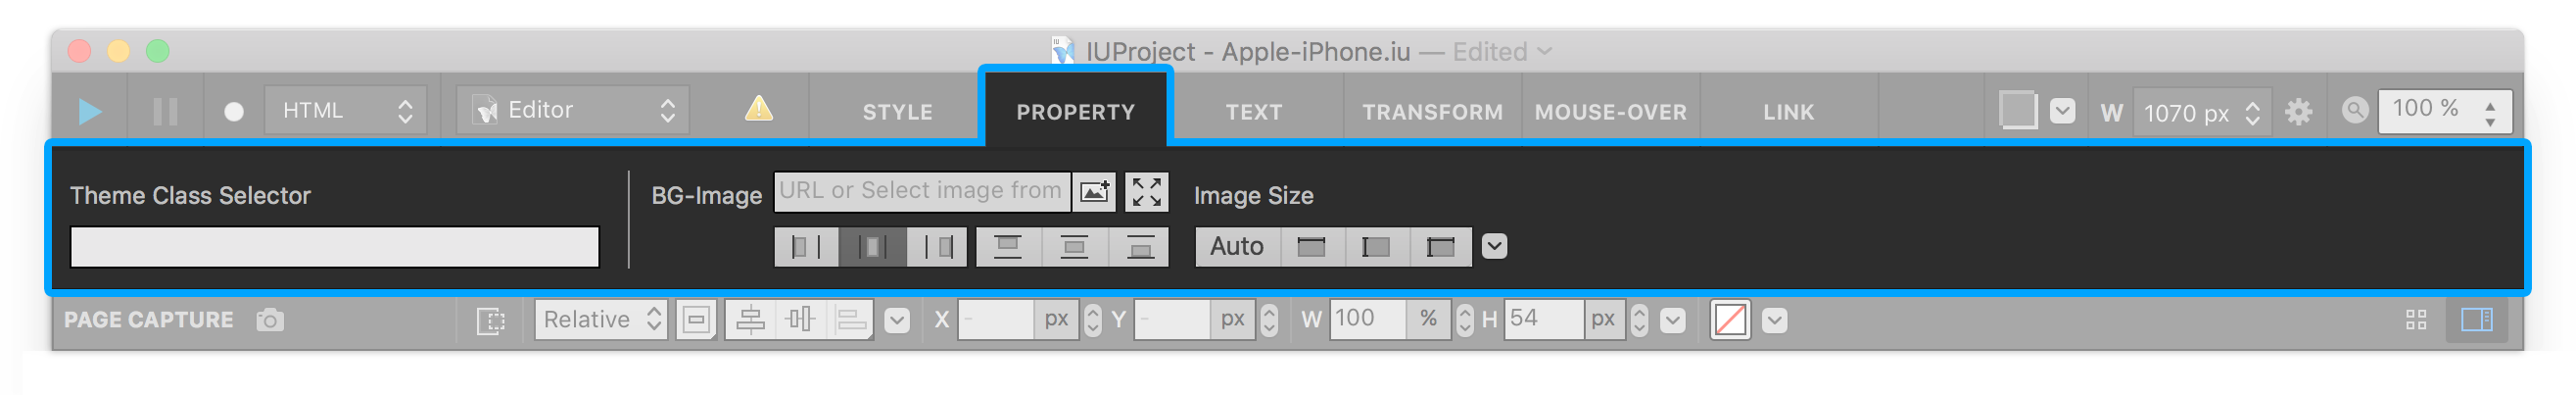 IUProject - Apple-iPhone.iu — Edited
HTML Editor STYLE PROPERTY TEXT TRANSFORM MOUSE-OVER LINK W 1070 px 100 %
Theme Class Selector BG-Image URL or Select image from Image Size
Auto
PAGE CAPTURE Relative X - px Y - px W 100 % H 54 px